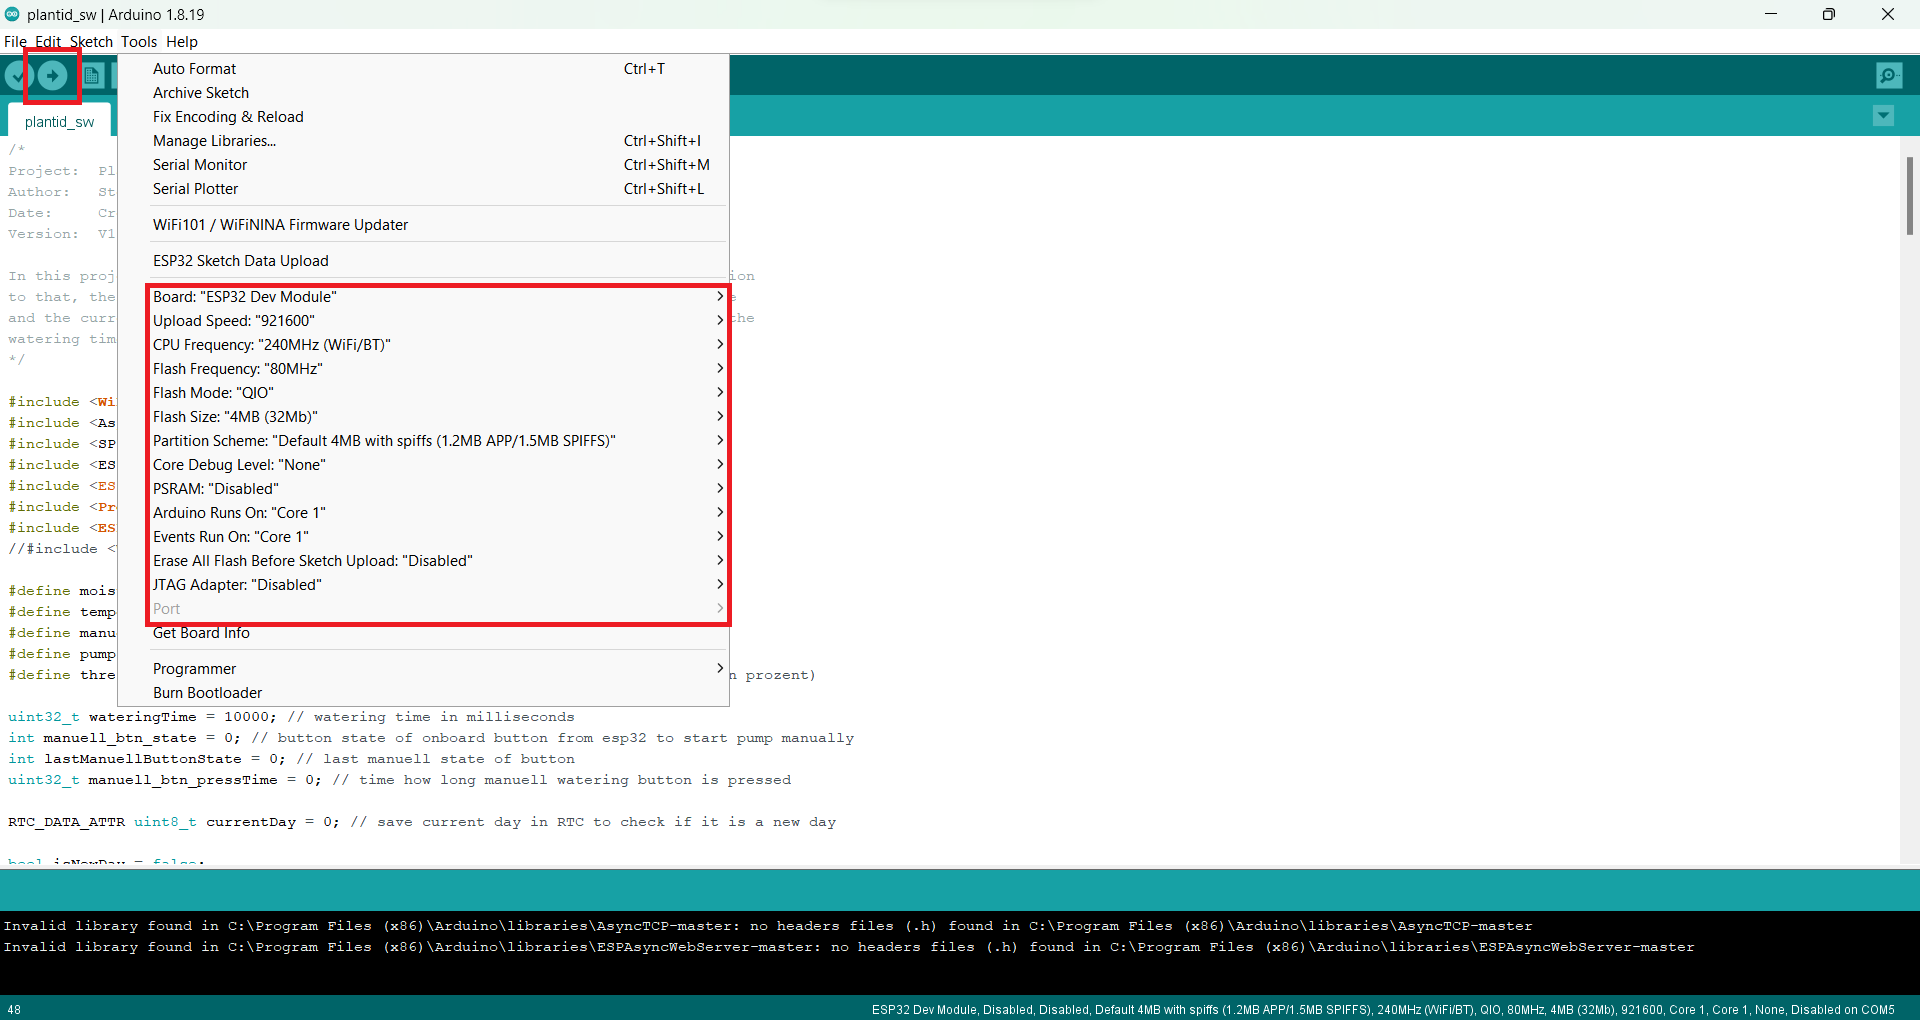 plantid_sw | Arduino 1.8.19
File Edit Sketch Tools Help
plantid_sw
Auto Format Ctrl+T
Archive Sketch
Fix Encoding & Reload
Manage Libraries... Ctrl+Shift+I
Serial Monitor Ctrl+Shift+M
Serial Plotter Ctrl+Shift+L
WiFi101 / WiFiNINA Firmware Updater
ESP32 Sketch Data Upload
Board: "ESP32 Dev Module"
Upload Speed: "921600"
CPU Frequency: "240MHz (WiFi/BT)"
Flash Frequency: "80MHz"
Flash Mode: "QIO"
Flash Size: "4MB (32Mb)"
Partition Scheme: "Default 4MB with spiffs (1.2MB APP/1.5MB SPIFFS)"
Core Debug Level: "None"
PSRAM: "Disabled"
Arduino Runs On: "Core 1"
Events Run On: "Core 1"
Erase All Flash Before Sketch Upload: "Disabled"
JTAG Adapter: "Disabled"
Port
Get Board Info
Programmer
Burn Bootloader
/*
Project: Pl
Author: St
Date: Cr
Version: V1
In this proj ion
to that, the e
and the curr the
watering tim
*/
#include <Wi
#include <As
#include <SP
#include <ES
#include <ES
#include <Pr
#include <ES
//#include <
#define mois
#define temp
#define manu
#define pump
#define thre n prozent)
uint32_t wateringTime = 10000; // watering time in milliseconds
int manuell_btn_state = 0; // button state of onboard button from esp32 to start pump manually
int lastManuellButtonState = 0; // last manuell state of button
uint32_t manuell_btn_pressTime = 0; // time how long manuell watering button is pressed
RTC_DATA_ATTR uint8_t currentDay = 0; // save current day in RTC to check if it is a new day
bool isNewDay = false;
Invalid library found in C:\Program Files (x86)\Arduino\libraries\AsyncTCP-master: no headers files (.h) found in C:\Program Files (x86)\Arduino\libraries\AsyncTCP-master
Invalid library found in C:\Program Files (x86)\Arduino\libraries\ESPAsyncWebServer-master: no headers files (.h) found in C:\Program Files (x86)\Arduino\libraries\ESPAsyncWebServer-master
48 ESP32 Dev Module, Disabled, Disabled, Default 4MB with spiffs (1.2MB APP/1.5MB SPIFFS), 240MHz (WiFi/BT), QIO, 80MHz, 4MB (32Mb), 921600, Core 1, Core 1, None, Disabled on COM5